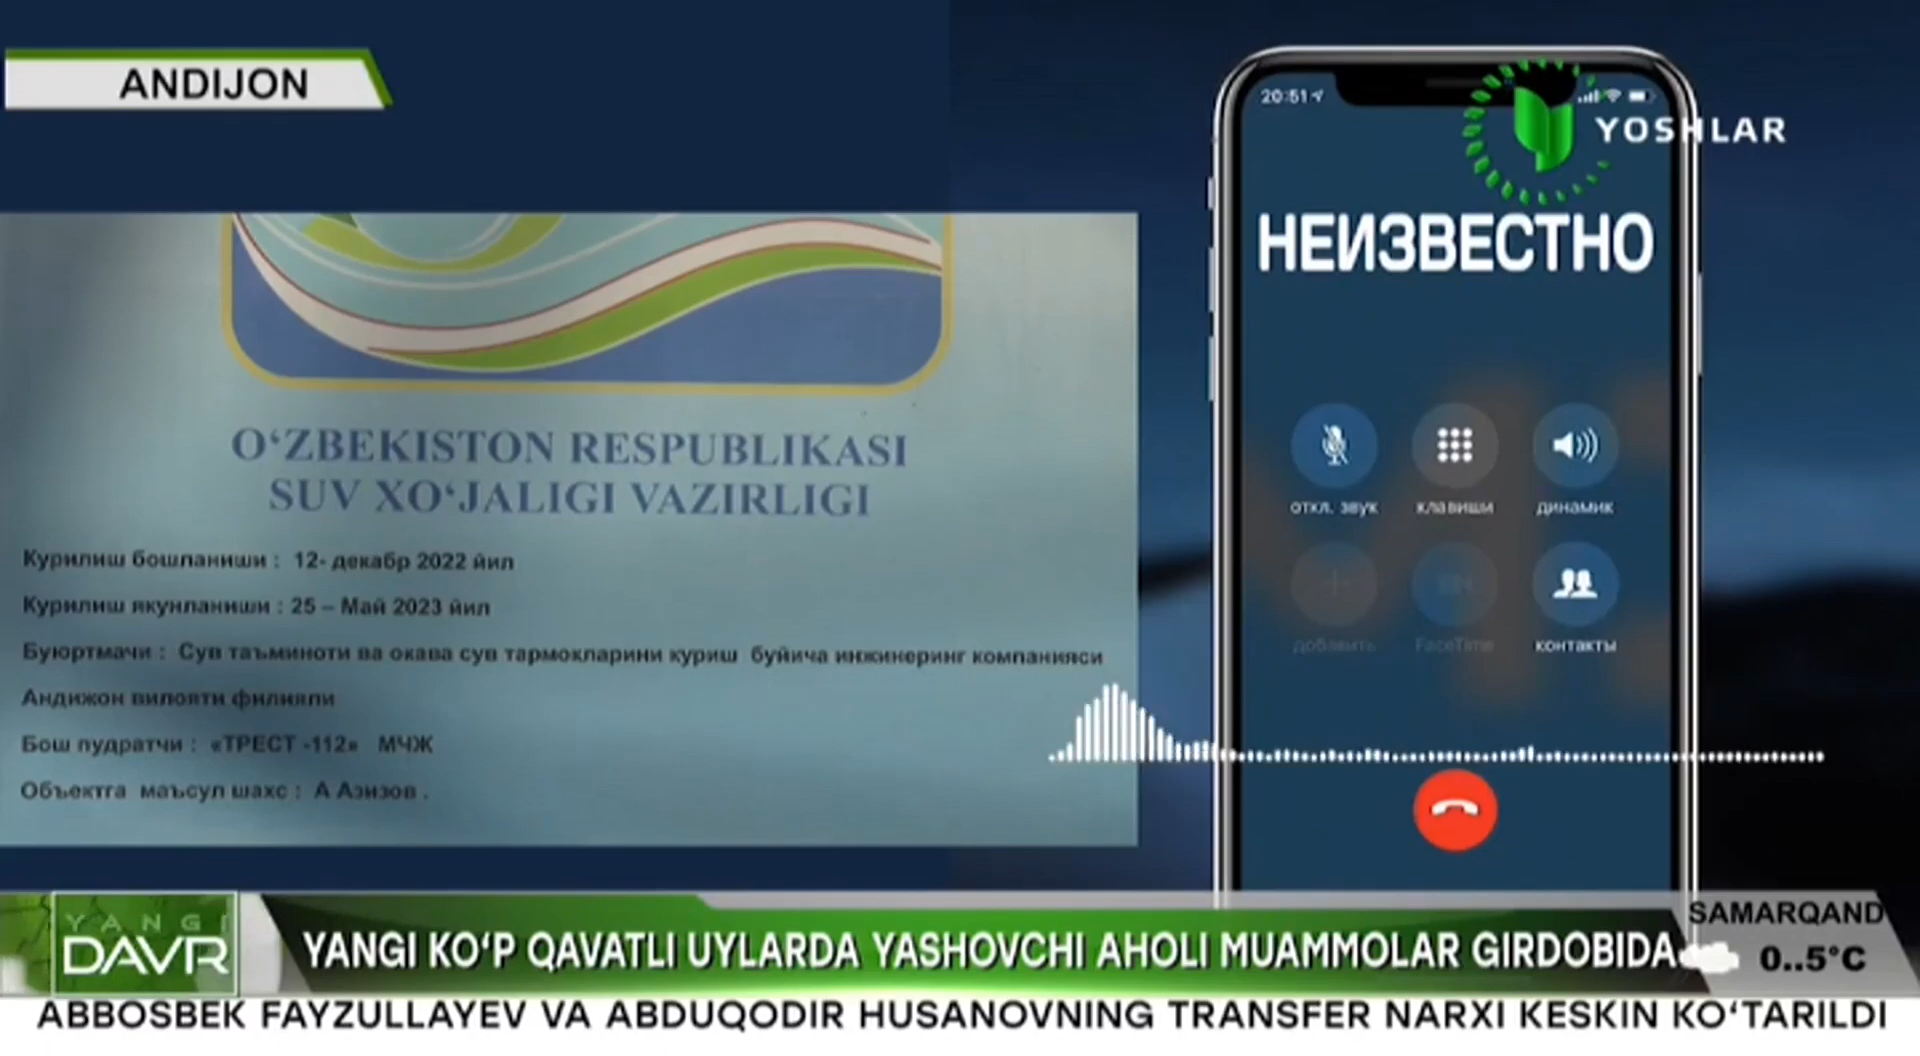 ANDIJON
20:51
YOSHLAR
НЕИЗВЕСТНО
откл. звук
клавиши
динамик
добавить
FaceTime
контакты
O‘ZBEKISTON RESPUBLIKASI
SUV XO‘JALIGI VAZIRLIGI
Курилиш бошланиши : 12- декабр 2022 йил
Курилиш якунланиши : 25 – Май 2023 йил
Буюртмачи : Сув таъминоти ва окава сув тармокларини куриш буйича инжинеринг компанияси
Андижон вилояти филиали
Бош пудратчи : «ТРЕСТ -112» МЧЖ
Объектга маъсул шахс : А Азизов .
YANGI
DAVR
YANGI KO‘P QAVATLI UYLARDA YASHOVCHI AHOLI MUAMMOLAR GIRDOBIDA
SAMARQAND
0..5°C
ABBOSBEK FAYZULLAYEV VA ABDUQODIR HUSANOVNING TRANSFER NARXI KESKIN KO‘TARILDI